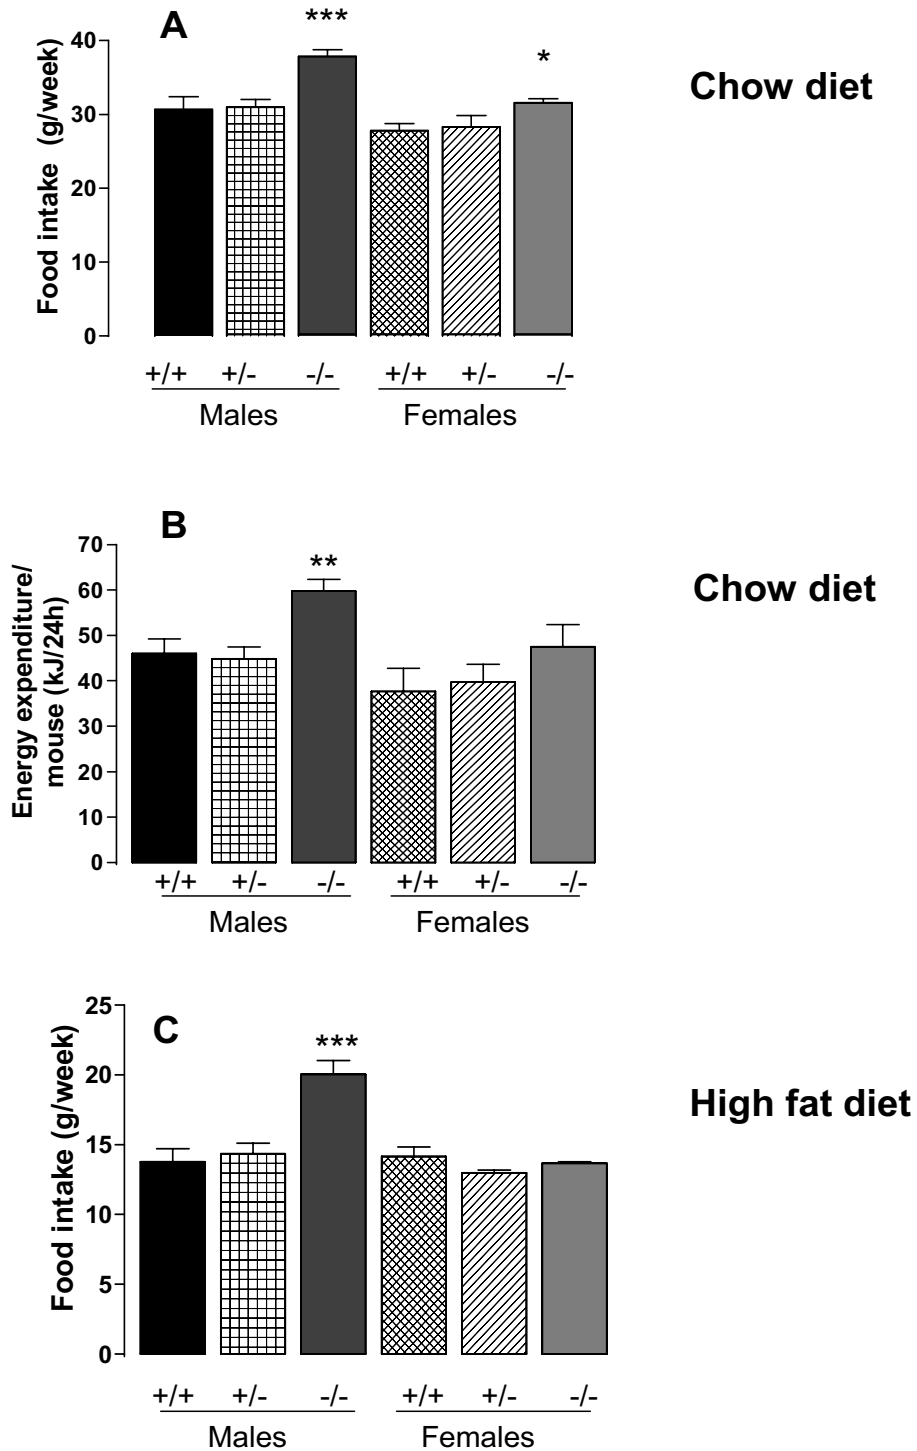 A
***
*
Chow diet
Food intake (g/week)
40
30
20
10
0
+/+ +/- -/- +/+ +/- -/-
Males Females
B
**
Chow diet
Energy expenditure/
mouse (kJ/24h)
70
60
50
40
30
20
10
0
+/+ +/- -/- +/+ +/- -/-
Males Females
C
***
High fat diet
Food intake (g/week)
25
20
15
10
5
0
+/+ +/- -/- +/+ +/- -/-
Males Females